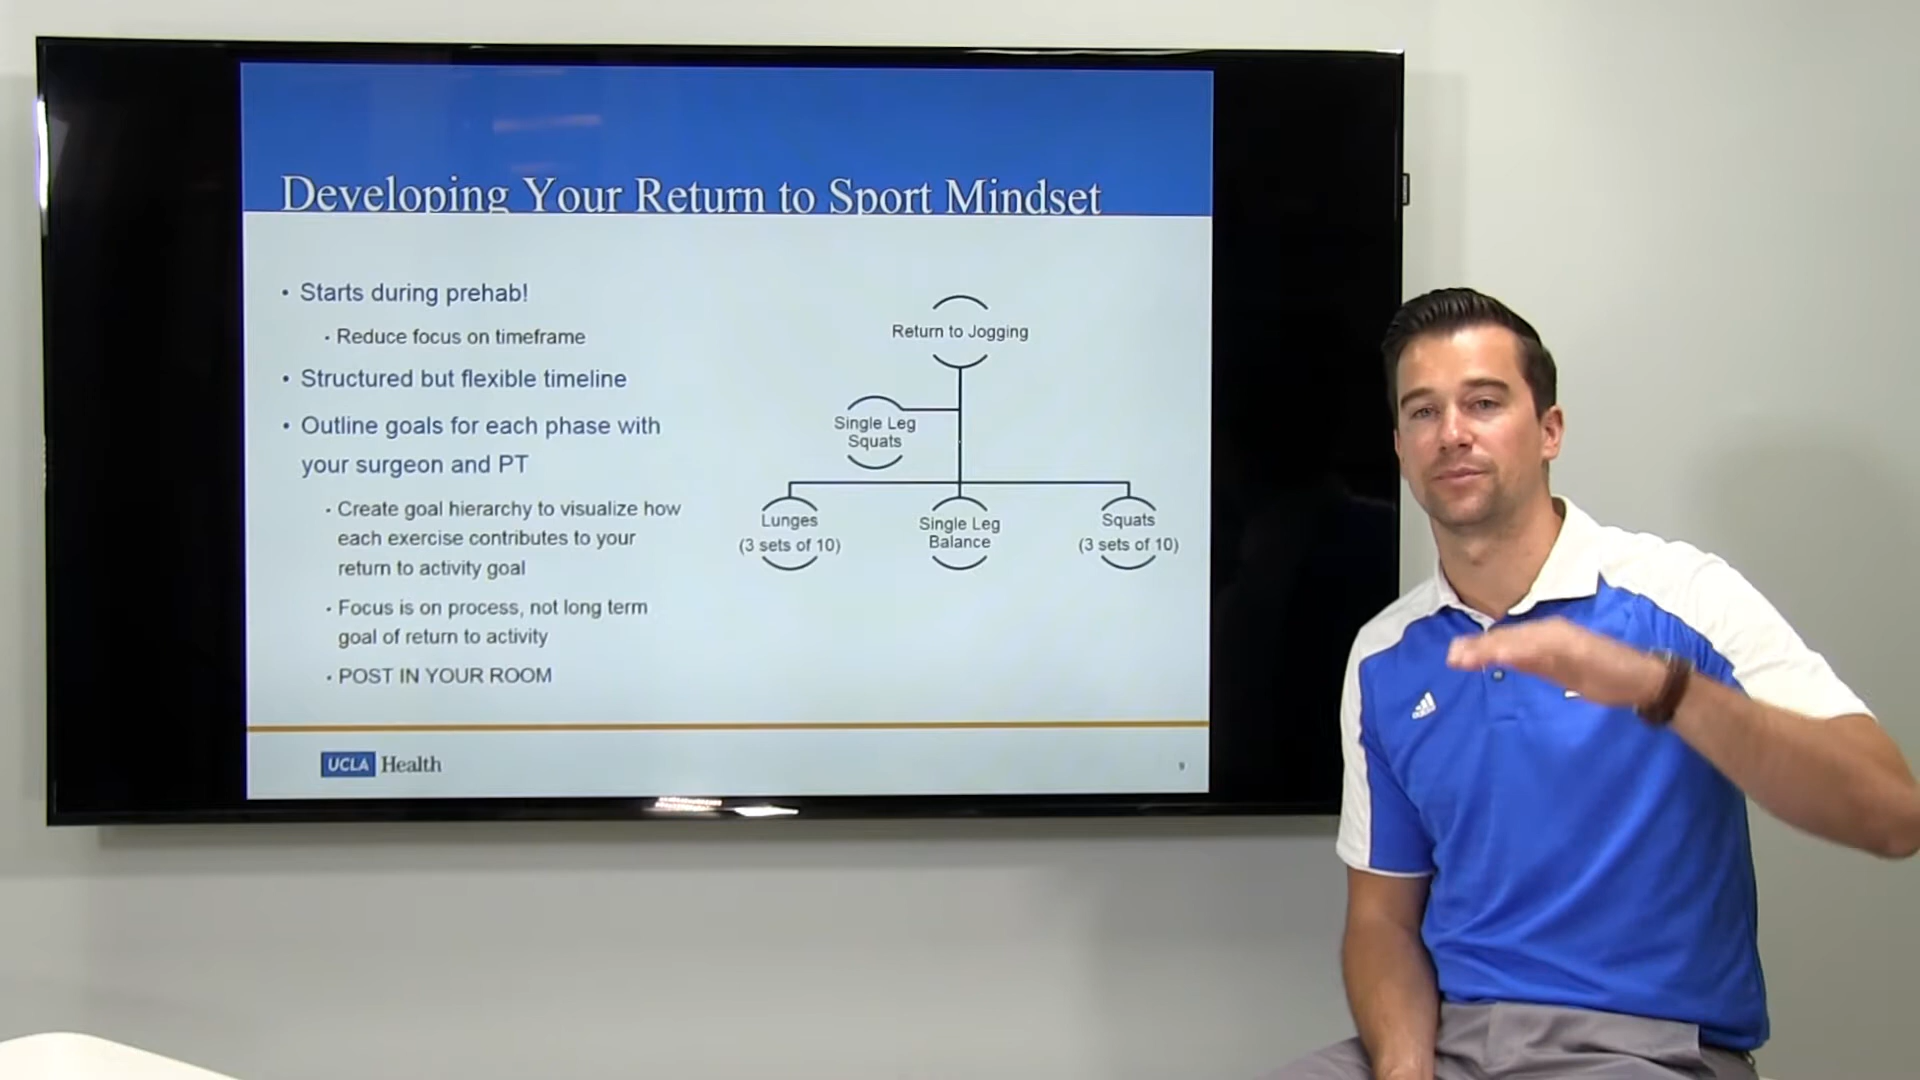 Developing Your Return to Sport Mindset
• Starts during prehab!
• Reduce focus on timeframe
• Structured but flexible timeline
• Outline goals for each phase with
your surgeon and PT
• Create goal hierarchy to visualize how
each exercise contributes to your
return to activity goal
• Focus is on process, not long term
goal of return to activity
• POST IN YOUR ROOM
Return to Jogging
Single Leg
Squats
Lunges
(3 sets of 10)
Single Leg
Balance
Squats
(3 sets of 10)
UCLA Health
9